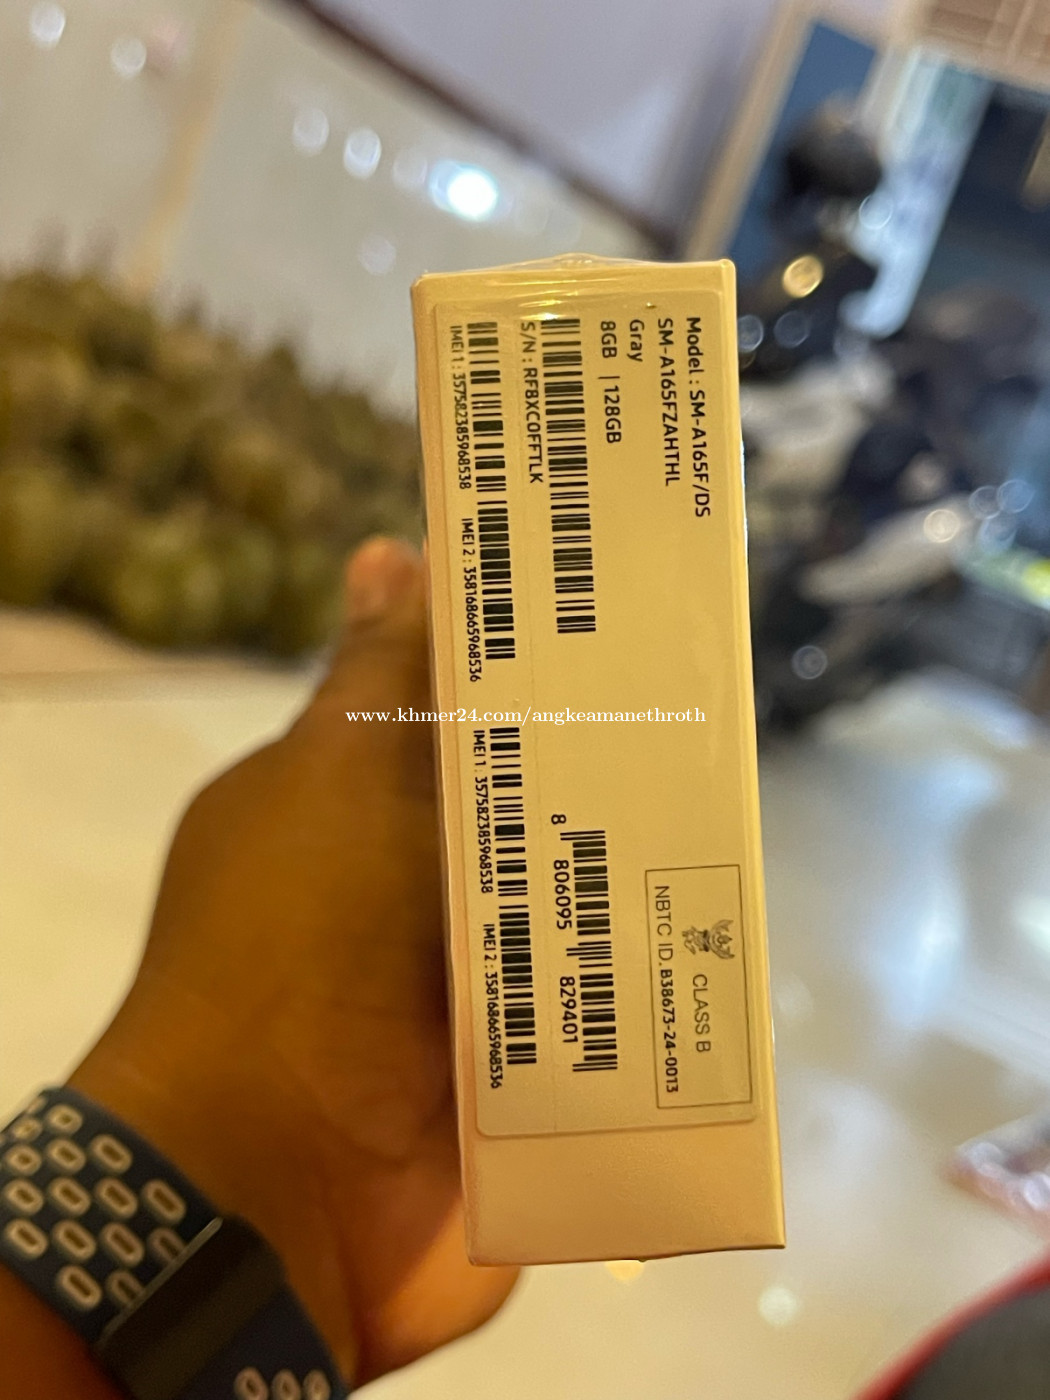 Model : SM-A165F/DS
SM-A165FZAHTHL
Gray
8GB | 128GB
S/N : RF8XC0FFTLK
IMEI 1 : 357582385968538 IMEI 2 : 358168665968536
CLASS B
NBTC ID. B38673-24-0013
8 806095 829401
IMEI 1 : 357582385968538 IMEI 2 : 358168665968536
www.khmer24.com/angkeamanethroth